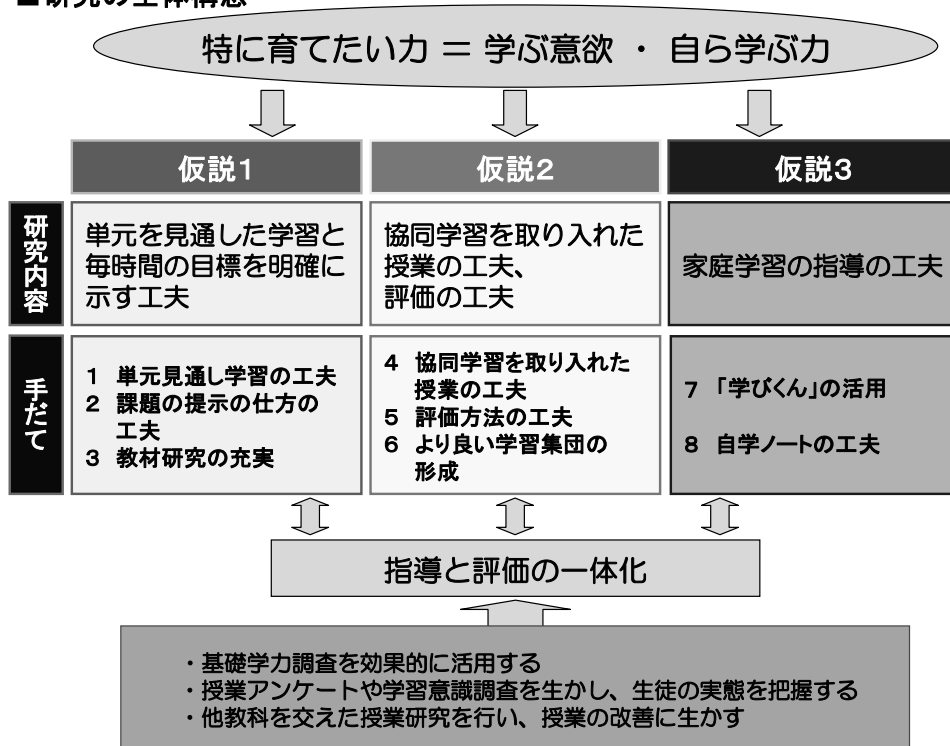 ■研究の全体構想
特に育てたい力 ＝ 学ぶ意欲 ・ 自ら学ぶ力
仮説1
仮説2
仮説3
研究内容
単元を見通した学習と
毎時間の目標を明確に
示す工夫
協同学習を取り入れた
授業の工夫、
評価の工夫
家庭学習の指導の工夫
手だて
1 単元見通し学習の工夫
2 課題の提示の仕方の
工夫
3 教材研究の充実
4 協同学習を取り入れた
授業の工夫
5 評価方法の工夫
6 より良い学習集団の
形成
7 「学びくん」の活用
8 自学ノートの工夫
指導と評価の一体化
・基礎学力調査を効果的に活用する
・授業アンケートや学習意識調査を生かし、生徒の実態を把握する
・他教科を交えた授業研究を行い、授業の改善に生かす